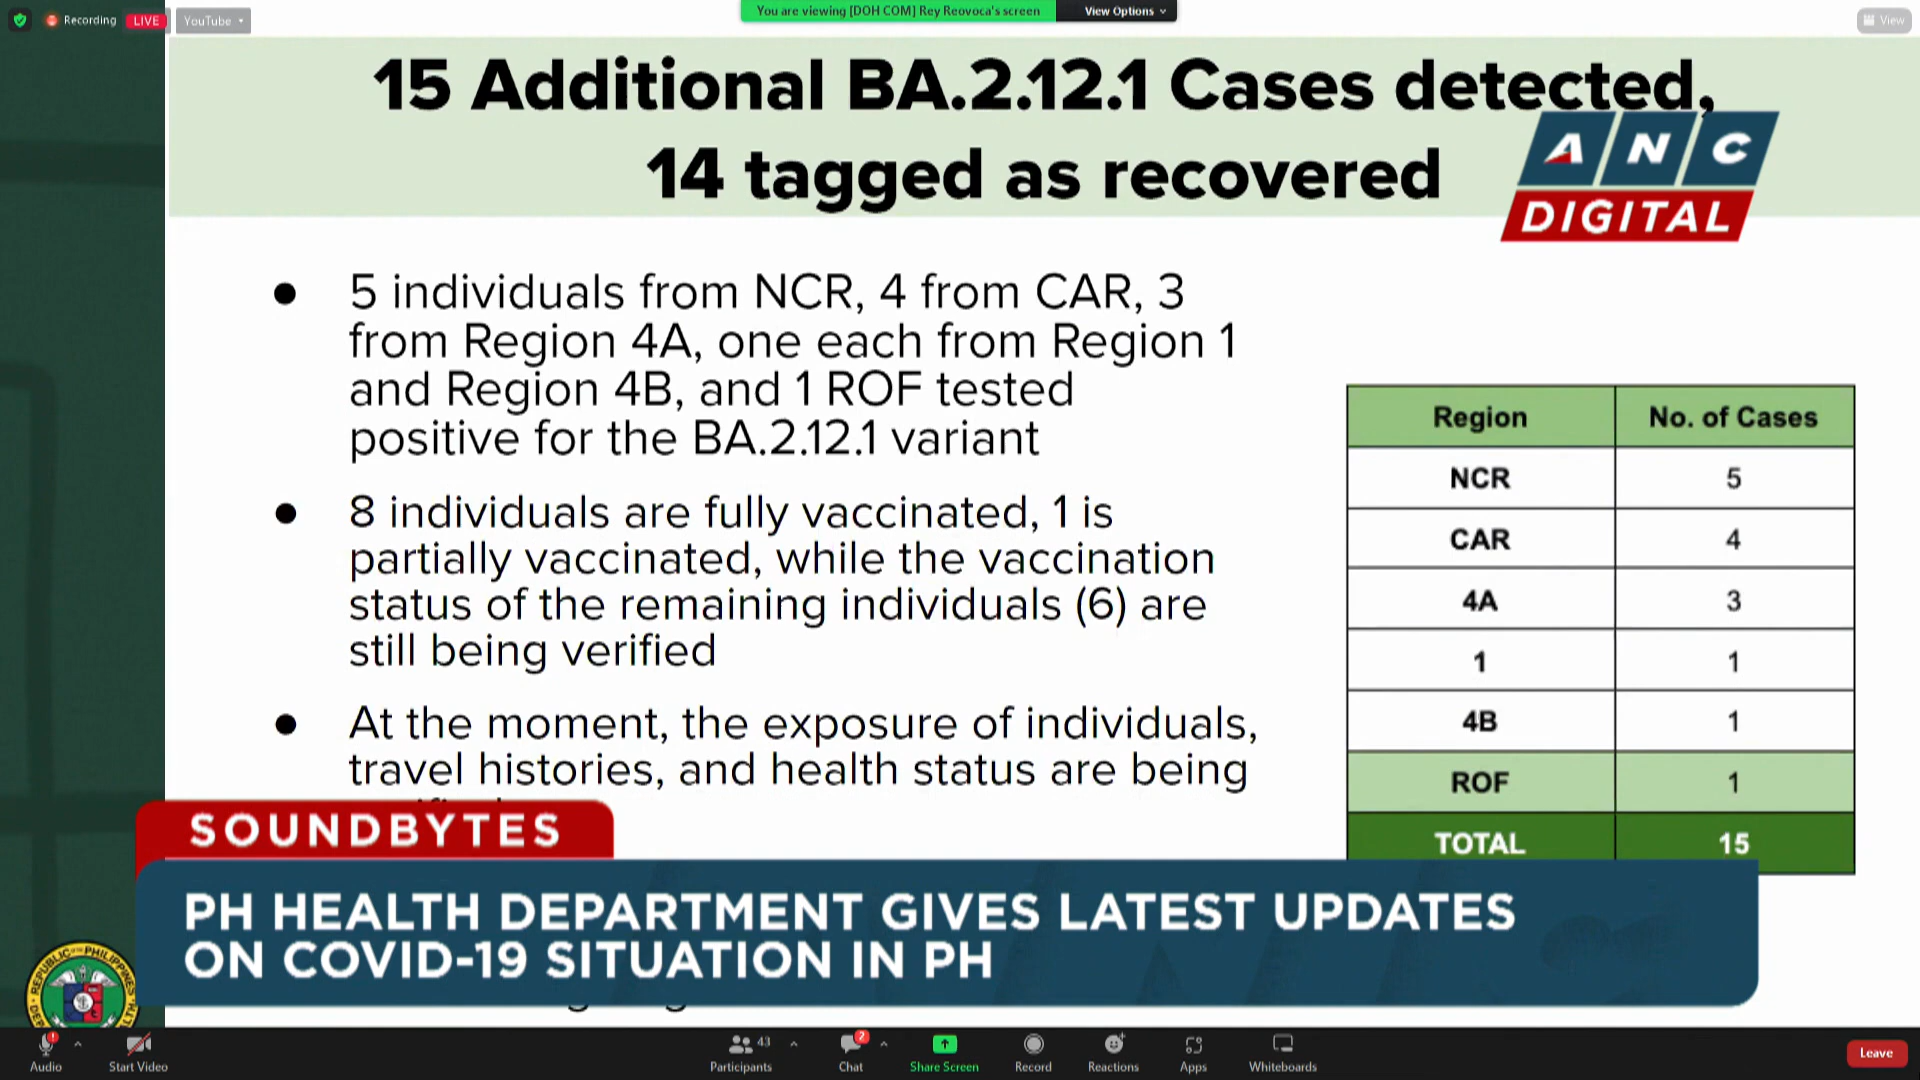 Recording LIVE YouTube
You are viewing [DOH COM] Rey Reovoca's screen View Options
View
15 Additional BA.2.12.1 Cases detected,
14 tagged as recovered
ANC
DIGITAL
● 5 individuals from NCR, 4 from CAR, 3
from Region 4A, one each from Region 1
and Region 4B, and 1 ROF tested
positive for the BA.2.12.1 variant
● 8 individuals are fully vaccinated, 1 is
partially vaccinated, while the vaccination
status of the remaining individuals (6) are
still being verified
● At the moment, the exposure of individuals,
travel histories, and health status are being
Region No. of Cases
NCR 5
CAR 4
4A 3
1 1
4B 1
ROF 1
TOTAL 15
SOUNDBYTES
PH HEALTH DEPARTMENT GIVES LATEST UPDATES
ON COVID-19 SITUATION IN PH
REPUBLIC OF THE PHILIPPINES
43
2
Audio Start Video Participants Chat Share Screen Record Reactions Apps Whiteboards Leave